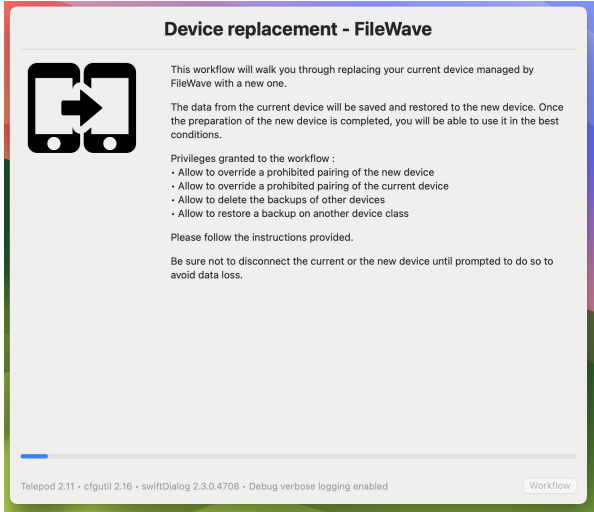 Device replacement - FileWave
This workflow will walk you through replacing your current device managed by
FileWave with a new one.
The data from the current device will be saved and restored to the new device. Once
the preparation of the new device is completed, you will be able to use it in the best
conditions.
Privileges granted to the workflow :
• Allow to override a prohibited pairing of the new device
• Allow to override a prohibited pairing of the current device
• Allow to delete the backups of other devices
• Allow to restore a backup on another device class
Please follow the instructions provided.
Be sure not to disconnect the current or the new device until prompted to do so to
avoid data loss.
Telepod 2.11 • cfgutil 2.16 • swiftDialog 2.3.0.4708 • Debug verbose logging enabled
Workflow